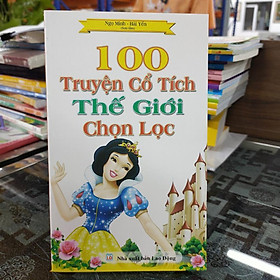 Ngọc Minh - Hải Yến
100
Truyện Cổ Tích
Thế Giới
Chọn Lọc
Nhà xuất bản Lao Động